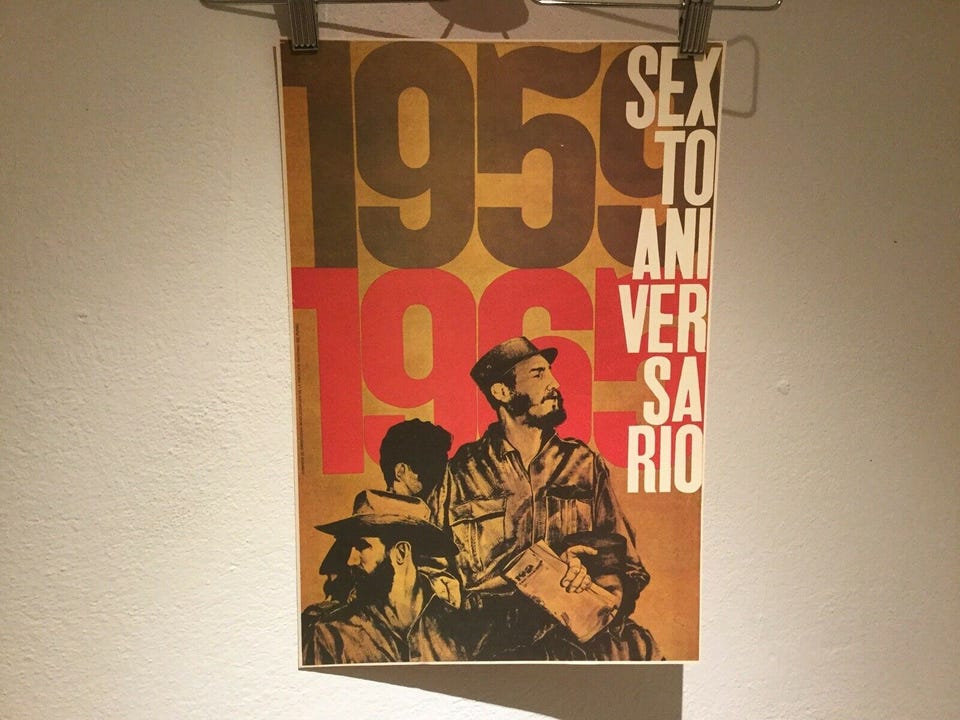 1959
1965
SEX
TO
ANI
VER
SA
RIO